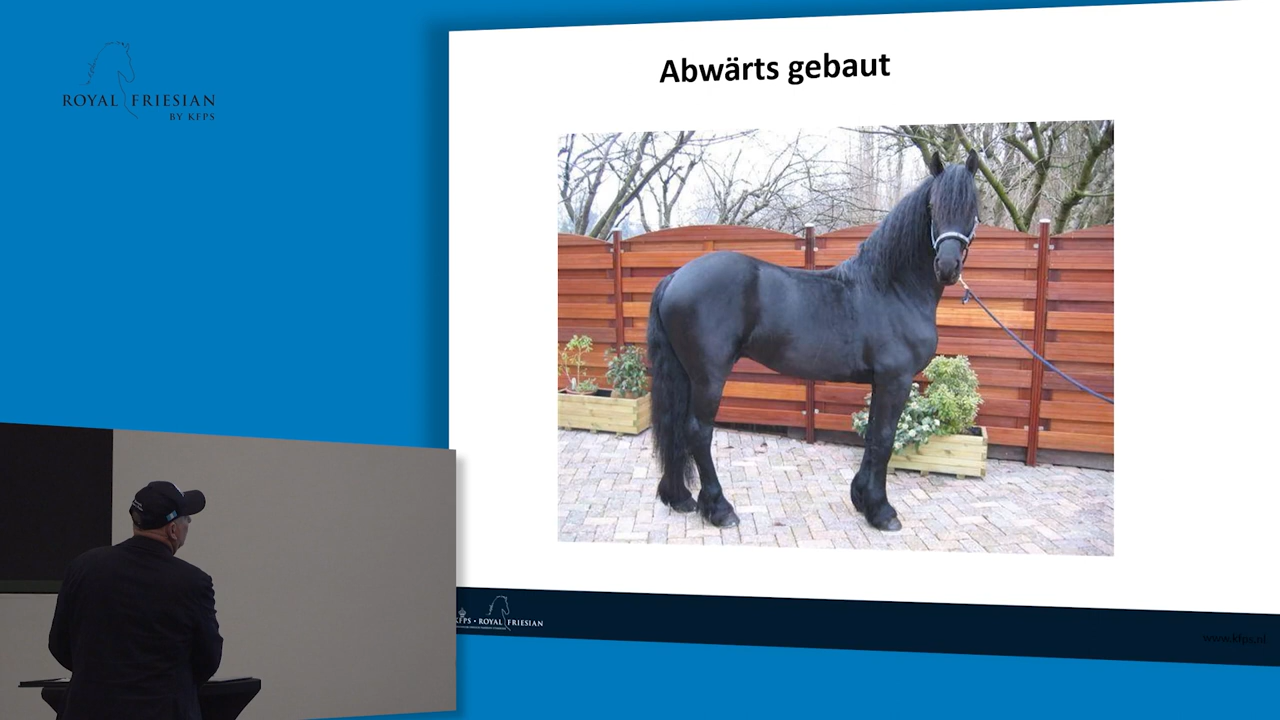 ROYAL FRIESIAN
BY KFPS
Abwärts gebaut
KFPS • ROYAL FRIESIAN
www.kfps.nl